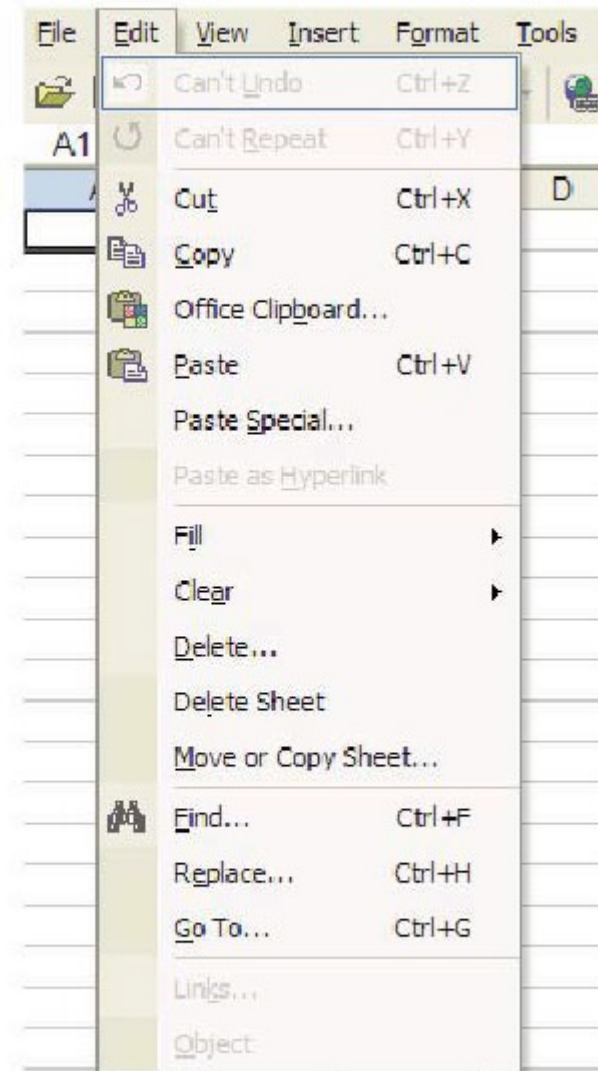 File Edit View Insert Format Tools
Can't Undo Ctrl+Z
A1
Can't Repeat Ctrl+Y
D
Cut Ctrl+X
Copy Ctrl+C
Office Clipboard...
Paste Ctrl+V
Paste Special...
Paste as Hyperlink
Fill
Clear
Delete...
Delete Sheet
Move or Copy Sheet...
Find... Ctrl+F
Replace... Ctrl+H
Go To... Ctrl+G
Links...
Object